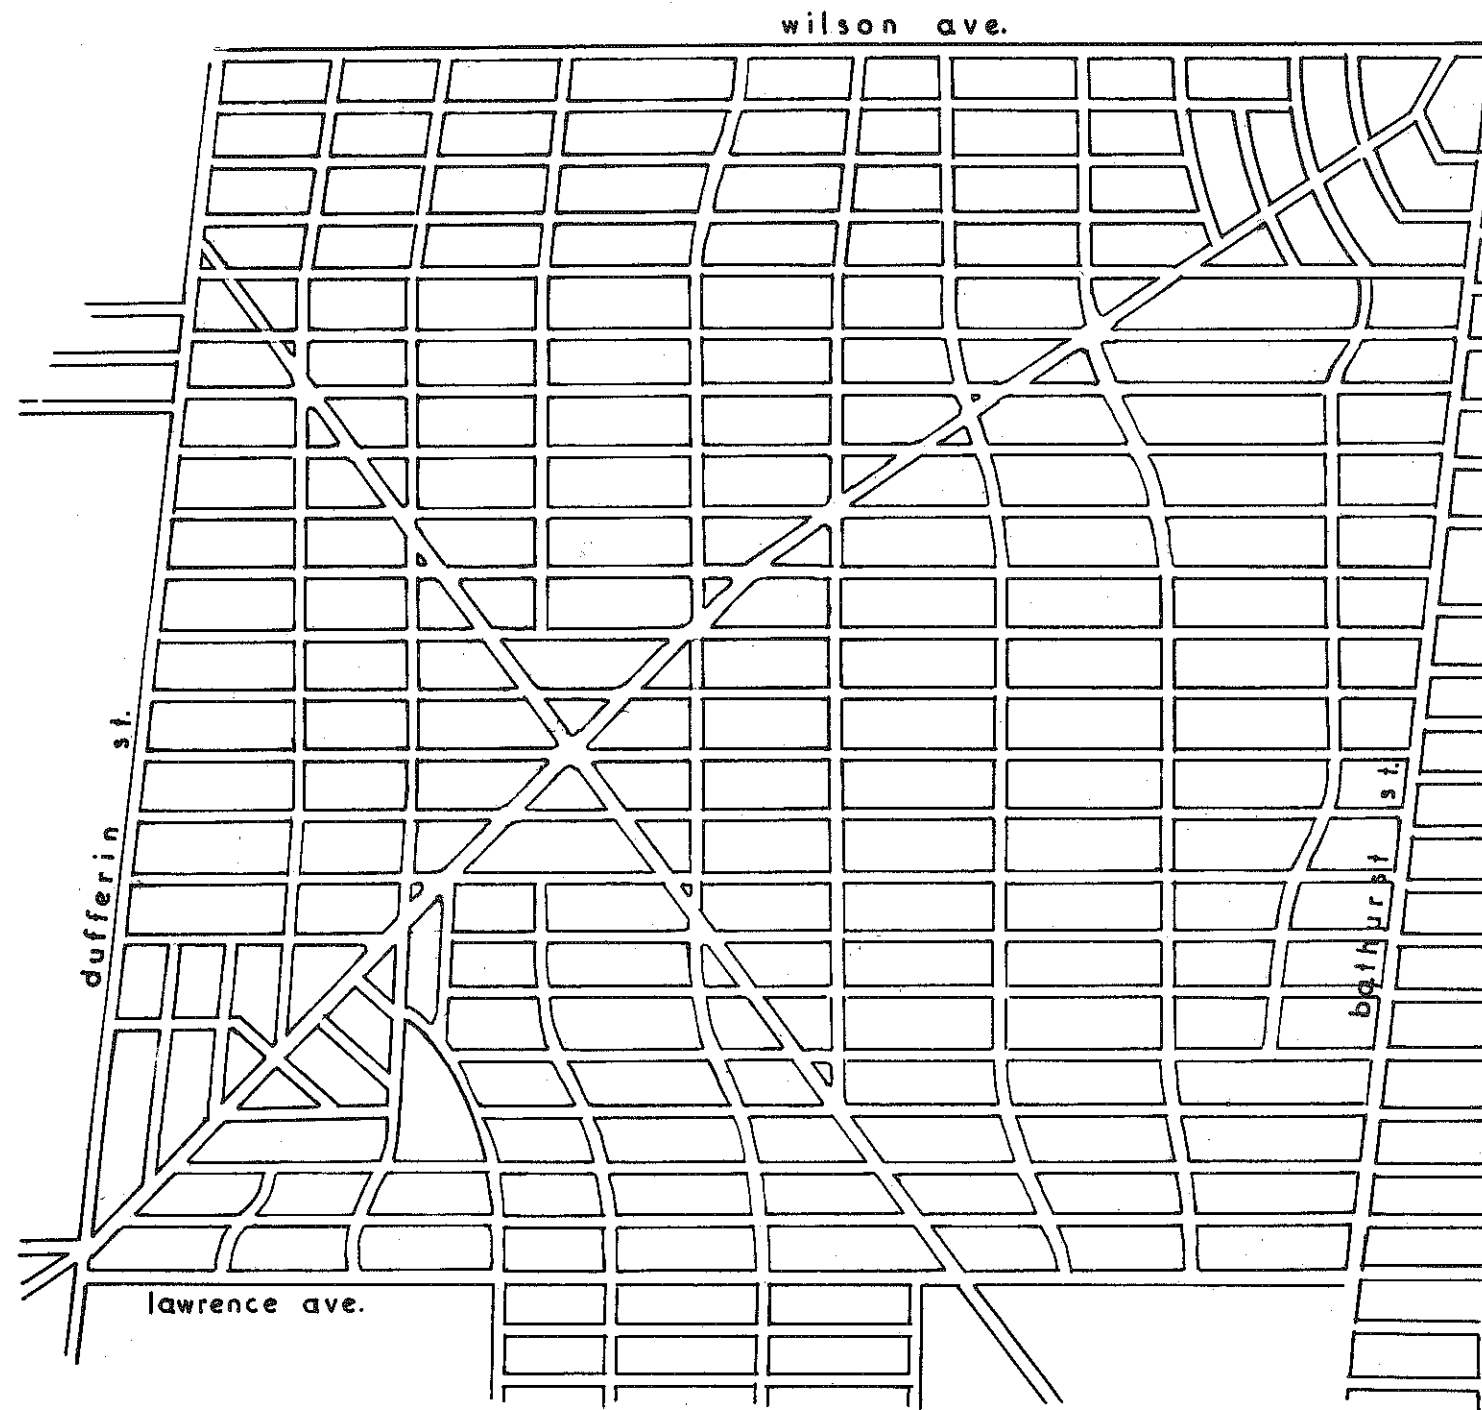 wilson ave.
dufferin st.
bathurst st.
lawrence ave.